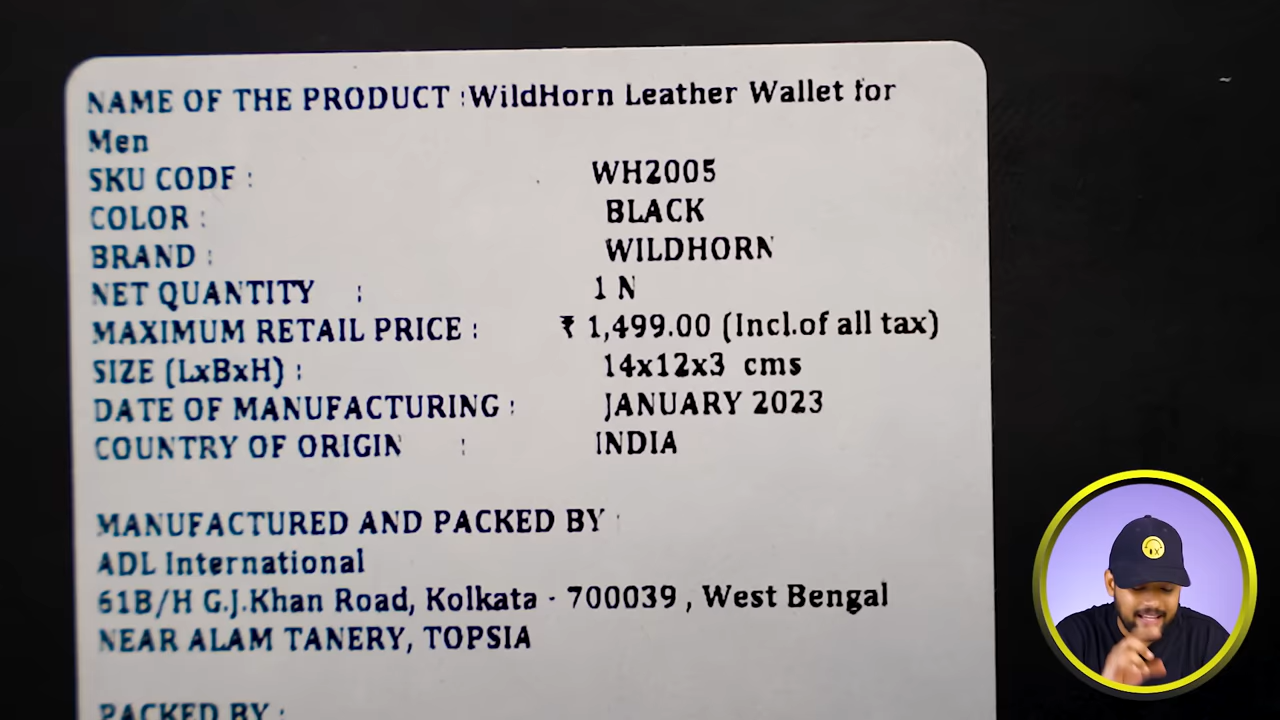 NAME OF THE PRODUCT :WildHorn Leather Wallet for
Men
SKU CODE : WH2005
COLOR : BLACK
BRAND : WILDHORN
NET QUANTITY : 1 N
MAXIMUM RETAIL PRICE : ₹ 1,499.00 (Incl.of all tax)
SIZE (LxBxH) : 14x12x3 cms
DATE OF MANUFACTURING : JANUARY 2023
COUNTRY OF ORIGIN : INDIA
MANUFACTURED AND PACKED BY :
ADL International
61B/H G.J.Khan Road, Kolkata - 700039 , West Bengal
NEAR ALAM TANERY, TOPSIA
PACKED BY :